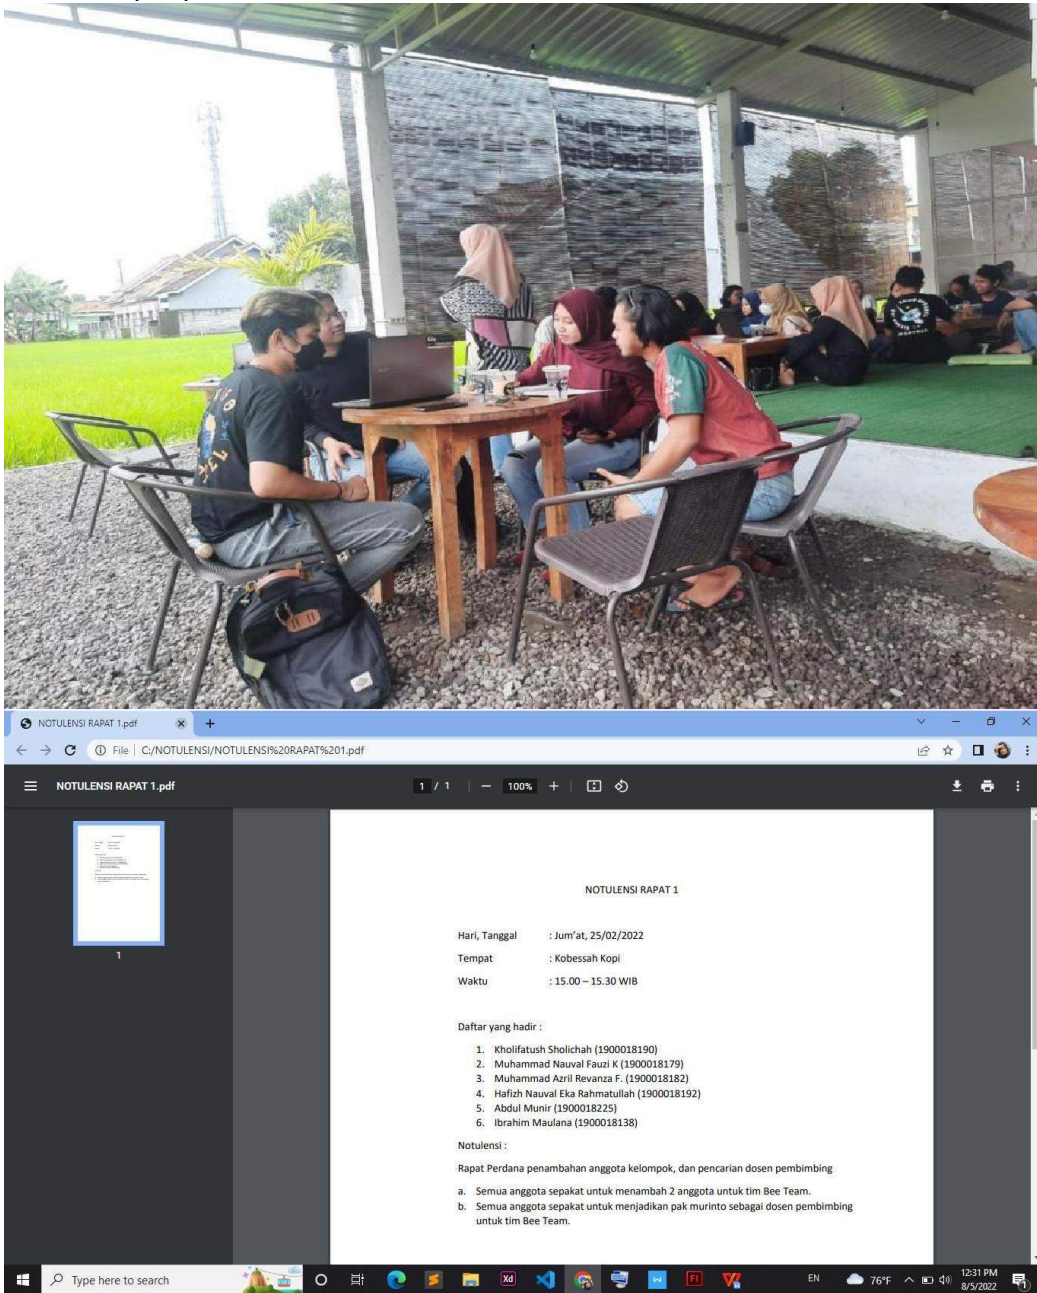 NOTULENSI RAPAT 1.pdf
File | C:/NOTULENSI/NOTULENSI%20RAPAT%201.pdf
NOTULENSI RAPAT 1.pdf
1 / 1 | − 100% + |
1
NOTULENSI RAPAT 1
Hari, Tanggal : Jum'at, 25/02/2022
Tempat : Kobessah Kopi
Waktu : 15.00 – 15.30 WIB
Daftar yang hadir :
1. Kholifatush Sholichah (1900018190)
2. Muhammad Nauval Fauzi K (1900018179)
3. Muhammad Azril Revanza F. (1900018182)
4. Hafizh Nauval Eka Rahmatullah (1900018192)
5. Abdul Munir (1900018225)
6. Ibrahim Maulana (1900018138)
Notulensi :
Rapat Perdana penambahan anggota kelompok, dan pencarian dosen pembimbing
a. Semua anggota sepakat untuk menambah 2 anggota untuk tim Bee Team.
b. Semua anggota sepakat untuk menjadikan pak murinto sebagai dosen pembimbing
untuk tim Bee Team.
Type here to search
Xd
Fl
EN
76°F
12:31 PM
8/5/2022
1